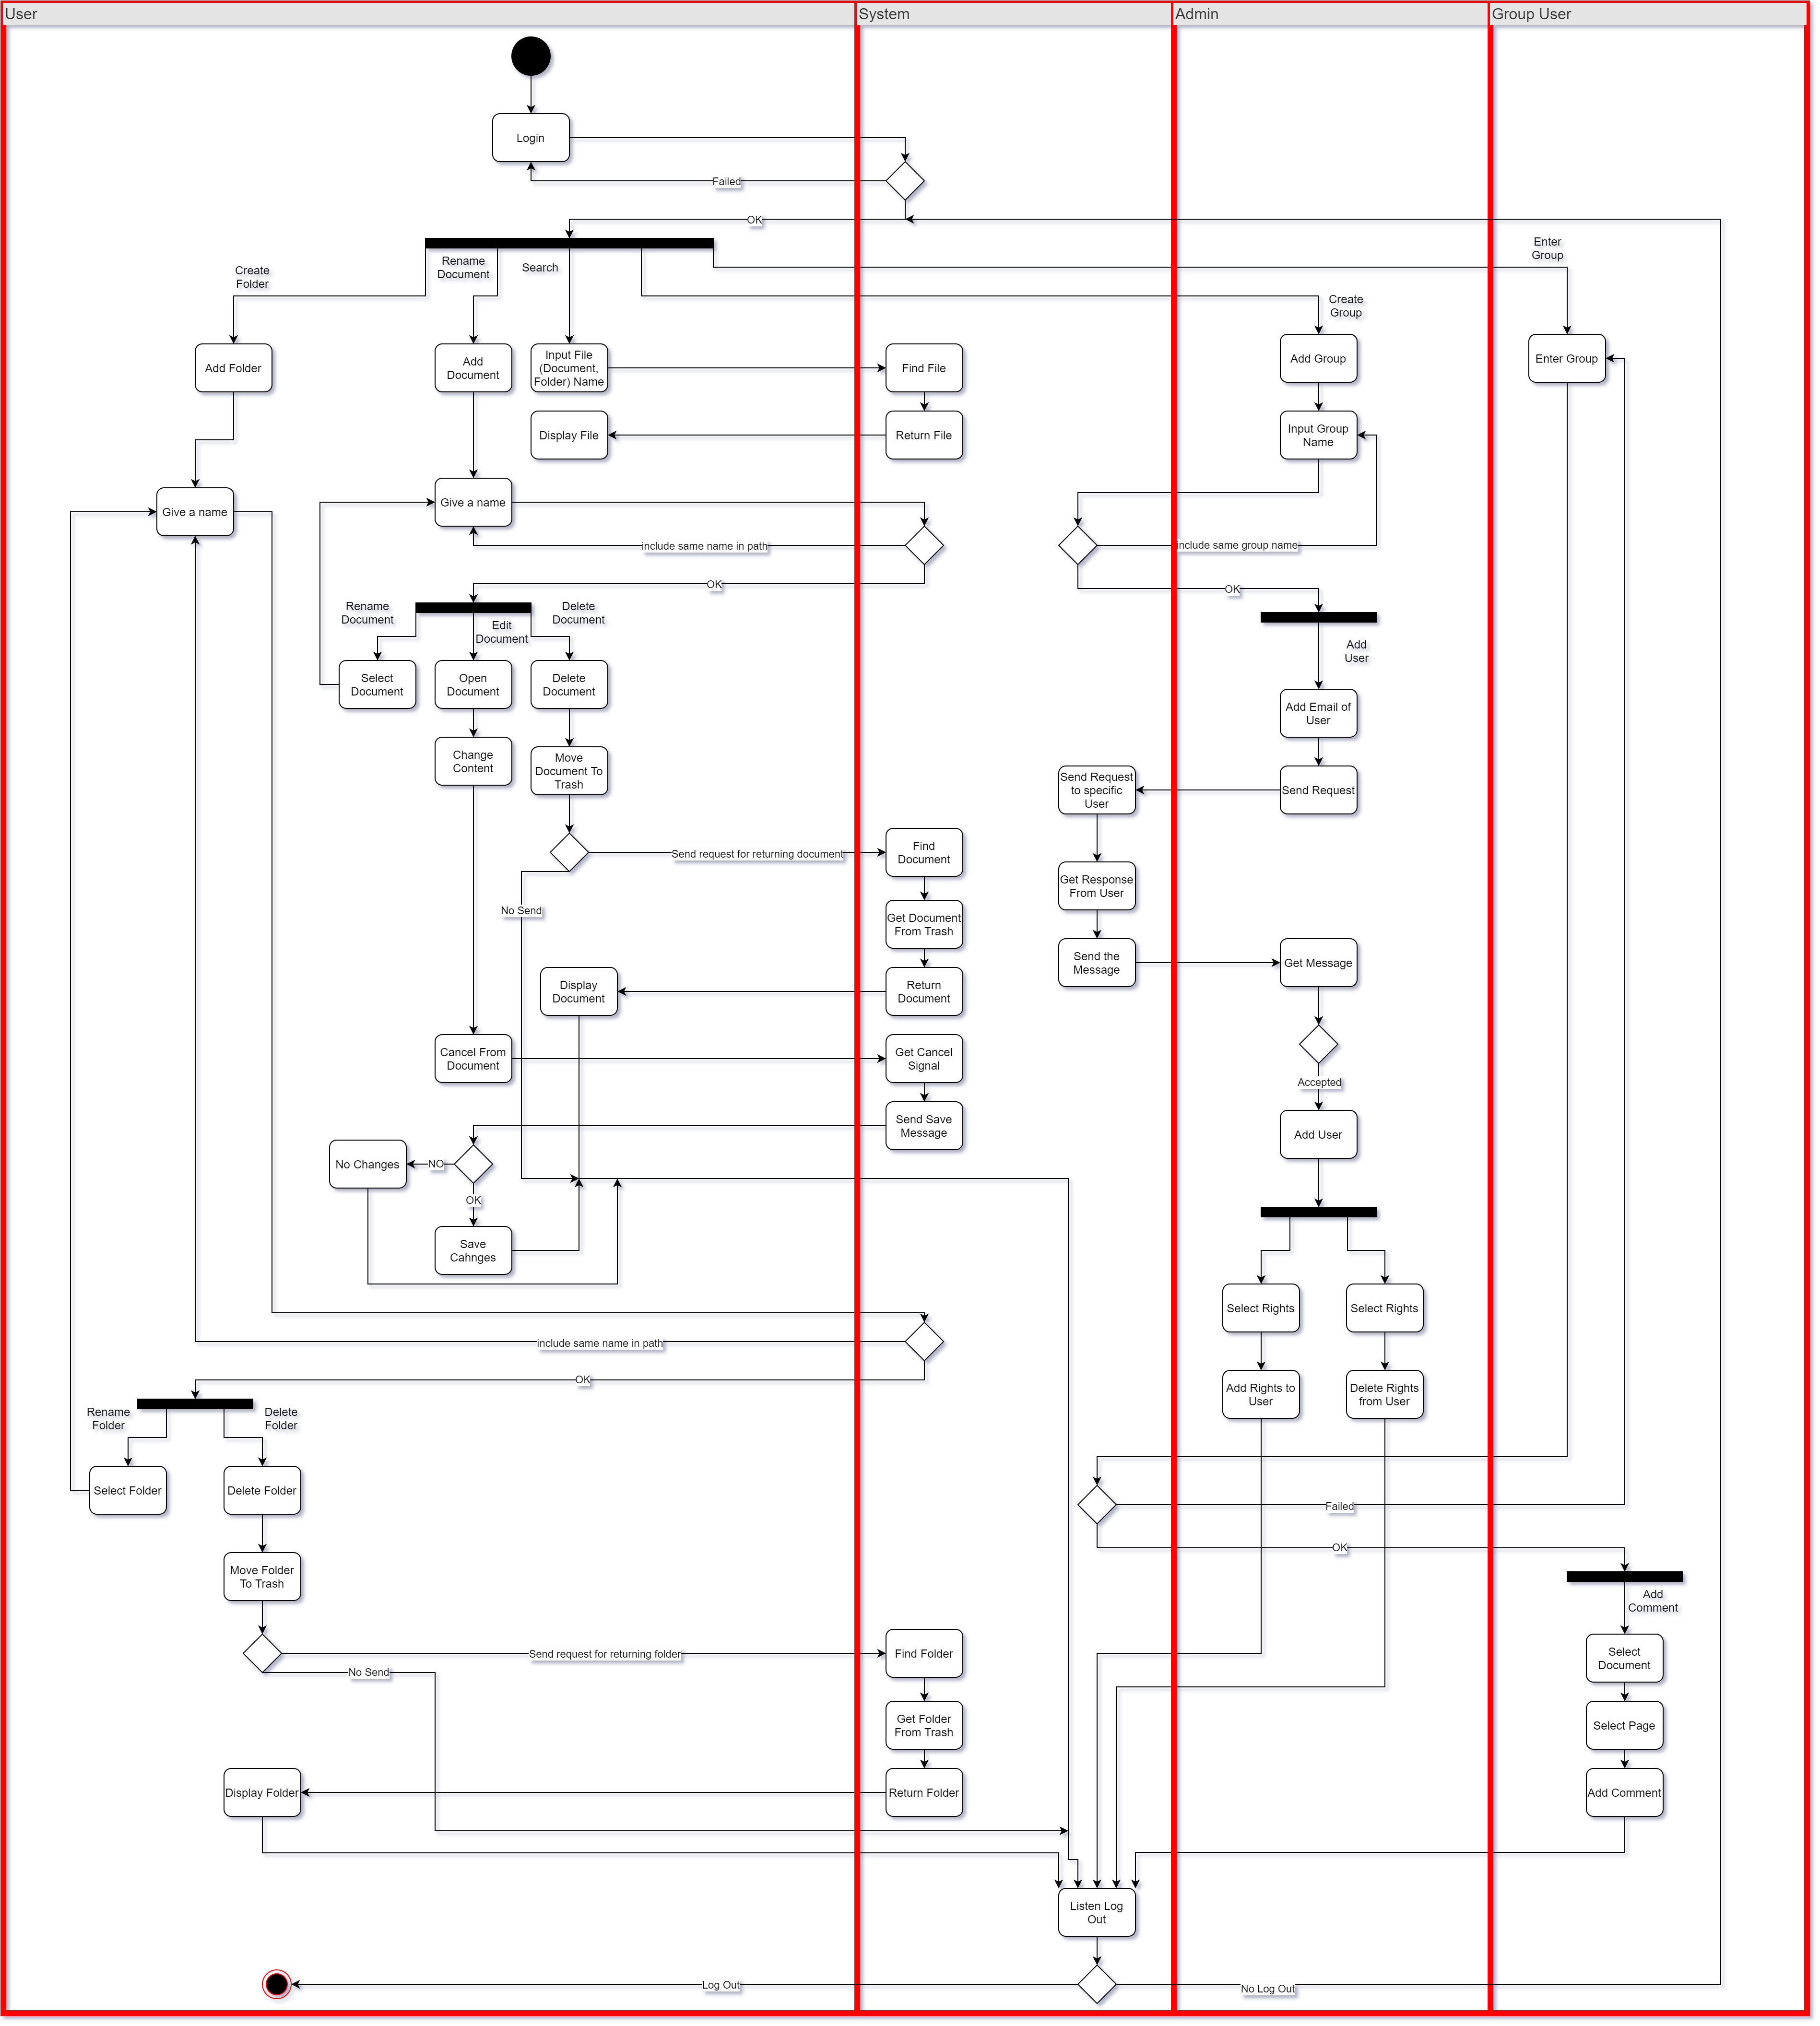 User
System
Admin
Group User
Login
Failed
OK
Create
Folder
Rename
Document
Search
Enter
Group
Create
Group
Add Folder
Add
Document
Input File
(Document,
Folder) Name
Find File
Add Group
Enter Group
Display File
Return File
Input Group
Name
Give a name
Give a name
include same name in path
include same group name
OK
OK
Rename
Document
Edit
Document
Delete
Document
Add
User
Select
Document
Open
Document
Delete
Document
Add Email of
User
Change
Content
Move
Document To
Trash
Send Request
to specific
User
Send Request
Send request for returning document
Find
Document
Get Response
From User
No Send
Get Document
From Trash
Send the
Message
Get Message
Display
Document
Return
Document
Cancel From
Document
Get Cancel
Signal
Accepted
Send Save
Message
Add User
No Changes
NO
OK
Save
Cahnges
Select Rights
Select Rights
include same name in path
OK
Add Rights to
User
Delete Rights
from User
Rename
Folder
Delete
Folder
Select Folder
Delete Folder
Failed
OK
Move Folder
To Trash
Add
Comment
Send request for returning folder
No Send
Find Folder
Select
Document
Get Folder
From Trash
Select Page
Display Folder
Return Folder
Add Comment
Listen Log
Out
Log Out
No Log Out